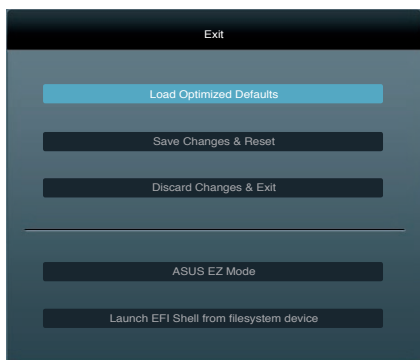 Exit
Load Optimized Defaults
Save Changes & Reset
Discard Changes & Exit
ASUS EZ Mode
Launch EFI Shell from filesystem device